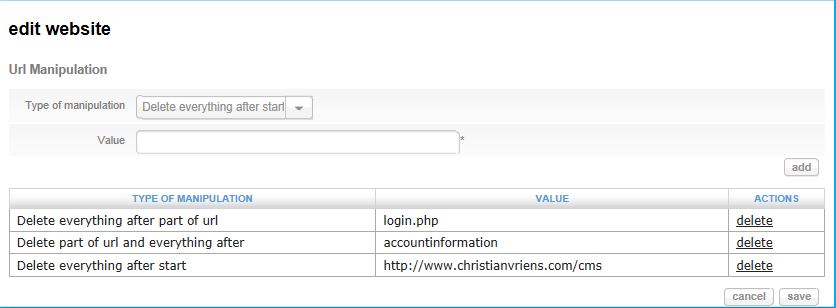 edit website
Url Manipulation
Type of manipulation Delete everything after start
Value *
add
TYPE OF MANIPULATION VALUE ACTIONS
Delete everything after part of url login.php delete
Delete part of url and everything after accountinformation delete
Delete everything after start http://www.christianvriens.com/cms delete
cancel save